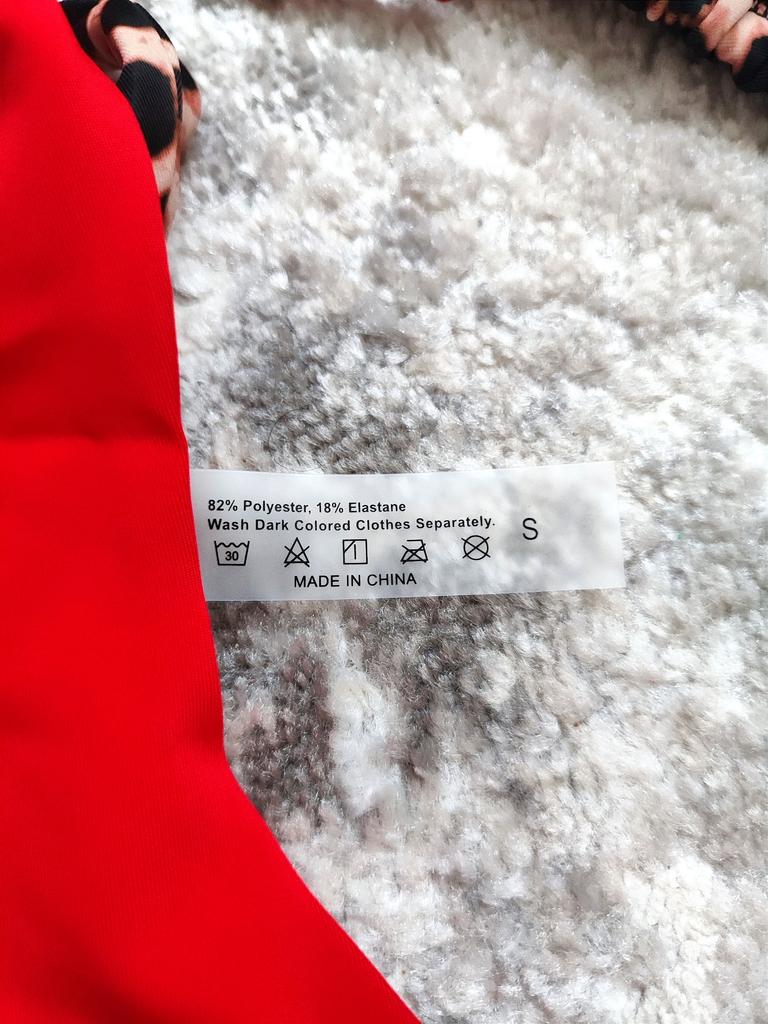 82% Polyester, 18% Elastane
Wash Dark Colored Clothes Separately.
S
30
MADE IN CHINA